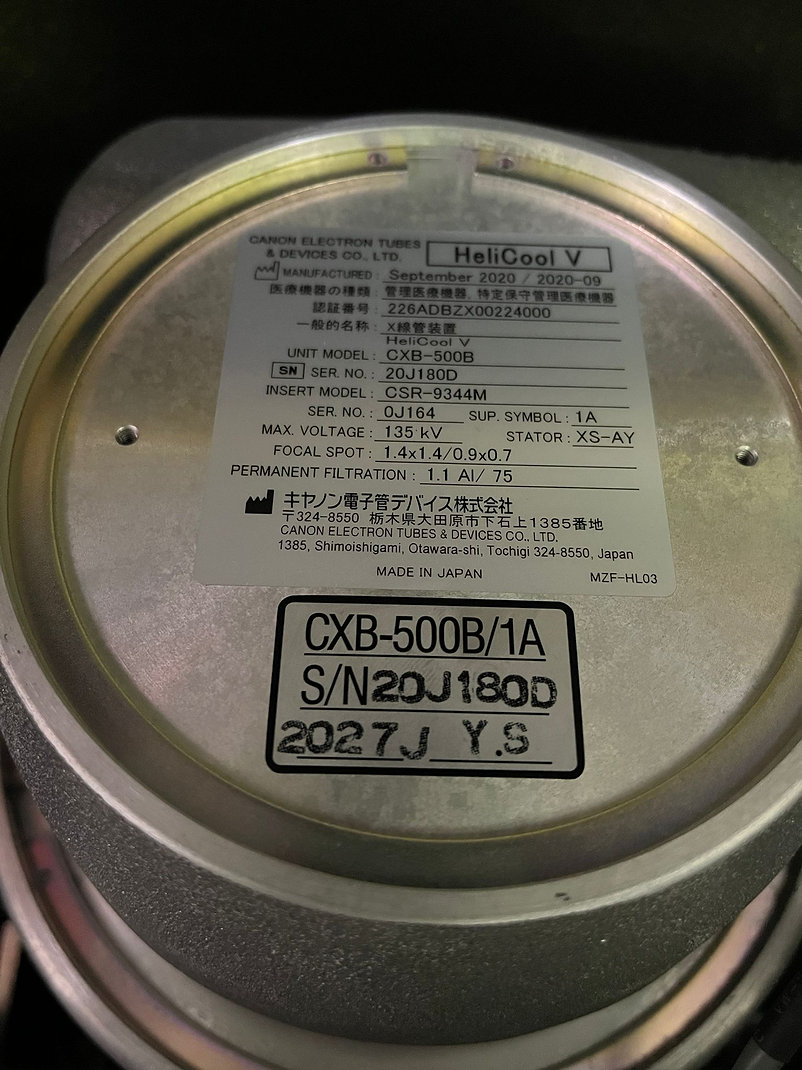 CANON ELECTRON TUBES
& DEVICES CO., LTD.
HeliCool V
MANUFACTURED : September 2020 / 2020-09
医療機器の種類 : 管理医療機器, 特定保守管理医療機器
認証番号 : 226ADBZX00224000
一般的名称 : X線管装置
HeliCool V
UNIT MODEL : CXB-500B
SN SER. NO. : 20J180D
INSERT MODEL : CSR-9344M
SER. NO. : 0J164 SUP. SYMBOL : 1A
MAX. VOLTAGE : 135 kV STATOR : XS-AY
FOCAL SPOT : 1.4x1.4/0.9x0.7
PERMANENT FILTRATION : 1.1 Al/ 75
キヤノン電子管デバイス株式会社
〒324-8550 栃木県大田原市下石上1385番地
CANON ELECTRON TUBES & DEVICES CO., LTD.
1385, Shimoishigami, Otawara-shi, Tochigi 324-8550, Japan
MADE IN JAPAN MZF-HL03
CXB-500B/1A
S/N20J180D
2027J Y.S